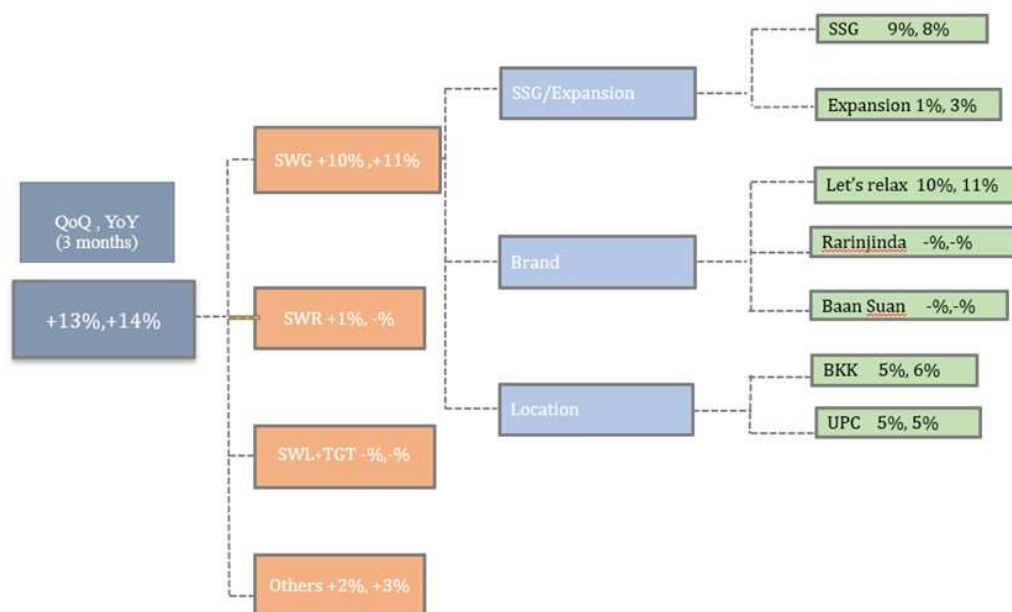 QoQ , YoY
(3 months)
+13%,+14%
SWG +10% ,+11%
SWR +1%, -%
SWL+TGT -%,-%
Others +2%, +3%
SSG/Expansion
Brand
Location
SSG 9%, 8%
Expansion 1%, 3%
Let’s relax 10%, 11%
Rarinjinda -%,-%
Baan Suan -%,-%
BKK 5%, 6%
UPC 5%, 5%